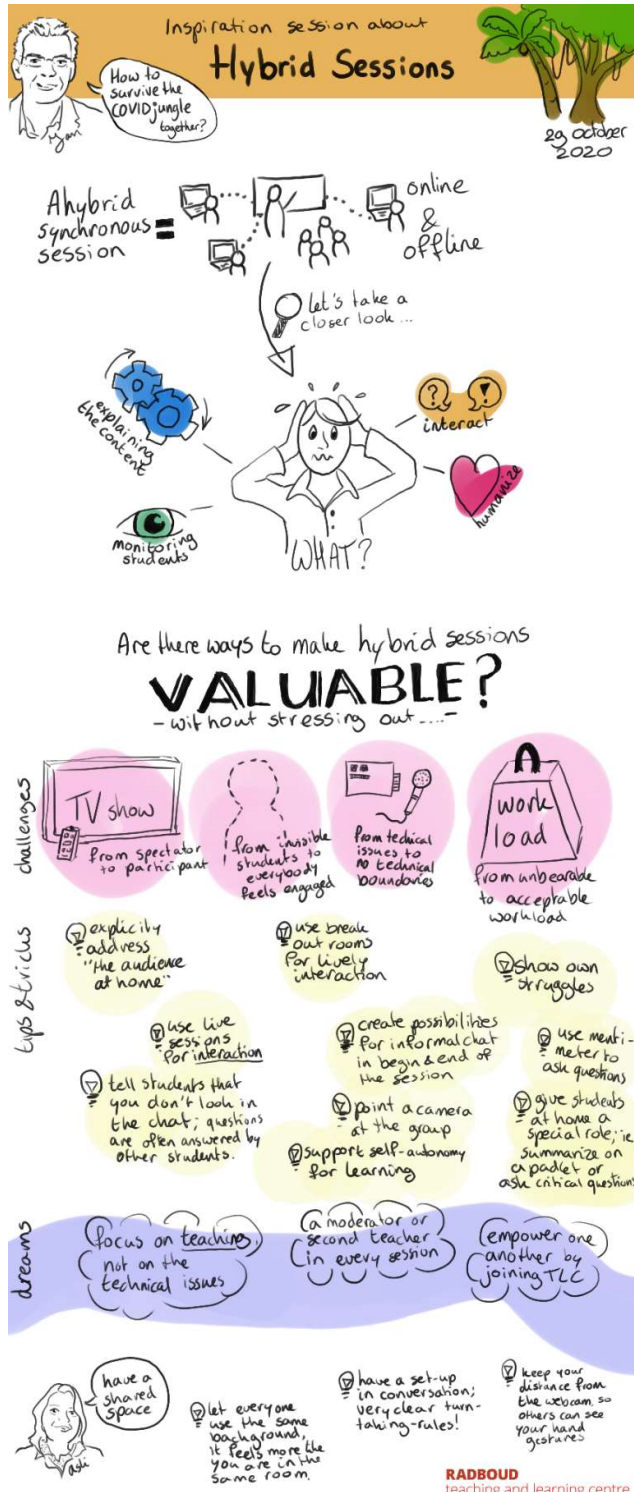 Inspiration session about
Hybrid Sessions
How to
survive the
COVID jungle
together?
Jan
29 October
2020
A hybrid
synchronous
session
=
online
&
offline
let's take a
closer look...
explaining
the content
monitoring
students
?
!
interact
humanize
WHAT?
Are there ways to make hybrid sessions
VALUABLE?
- without stressing out....-
challenges
TV show
from spectator
to participant
from invisible
students to
everybody
feels engaged
from technical
issues to
no technical
boundaries
work
load
from unbearable
to acceptable
workload
tips & tricks
explicity
address
"the audience
at home"
use break
out rooms
for lively
interaction
show own
struggles
use live
sessions
for interaction
create possibilities
for informal chat
in begin & end of
the session
use menti-
meter to
ask questions
tell students that
you don't look in
the chat; questions
are often answered by
other students.
point a camera
at the group
support self-autonomy
for learning
give students
at home a
special role; ie
summarize on
a padlet or
ask critical questions
dreams
focus on teaching,
not on the
technical issues
a moderator or
second teacher
in every session
empower one
another by
joining TLC
have a
shared
space
asli
let everyone
use the same
background,
it feels more like
you are in the
same room.
have a set-up
in conversation;
very clear turn-
taking-rules!
keep your
distance from
the webcam, so
others can see
your hand
gestures
RADBOUD
teaching and learning centre